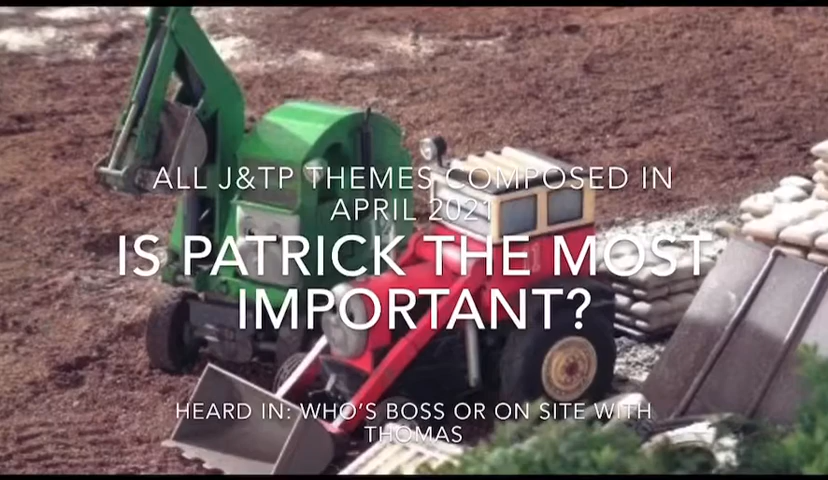 ALL J&TP THEMES COMPOSED IN
APRIL 2021
IS PATRICK THE MOST
IMPORTANT?
HEARD IN: WHO'S BOSS OR ON SITE WITH
THOMAS